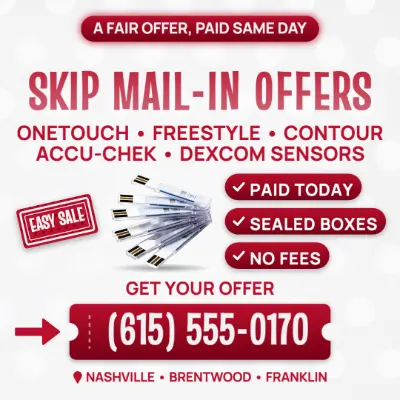 A FAIR OFFER, PAID SAME DAY
SKIP MAIL-IN OFFERS
ONETOUCH • FREESTYLE • CONTOUR
ACCU-CHEK • DEXCOM SENSORS
EASY SALE
PAID TODAY
SEALED BOXES
NO FEES
GET YOUR OFFER
(615) 555-0170
NASHVILLE • BRENTWOOD • FRANKLIN